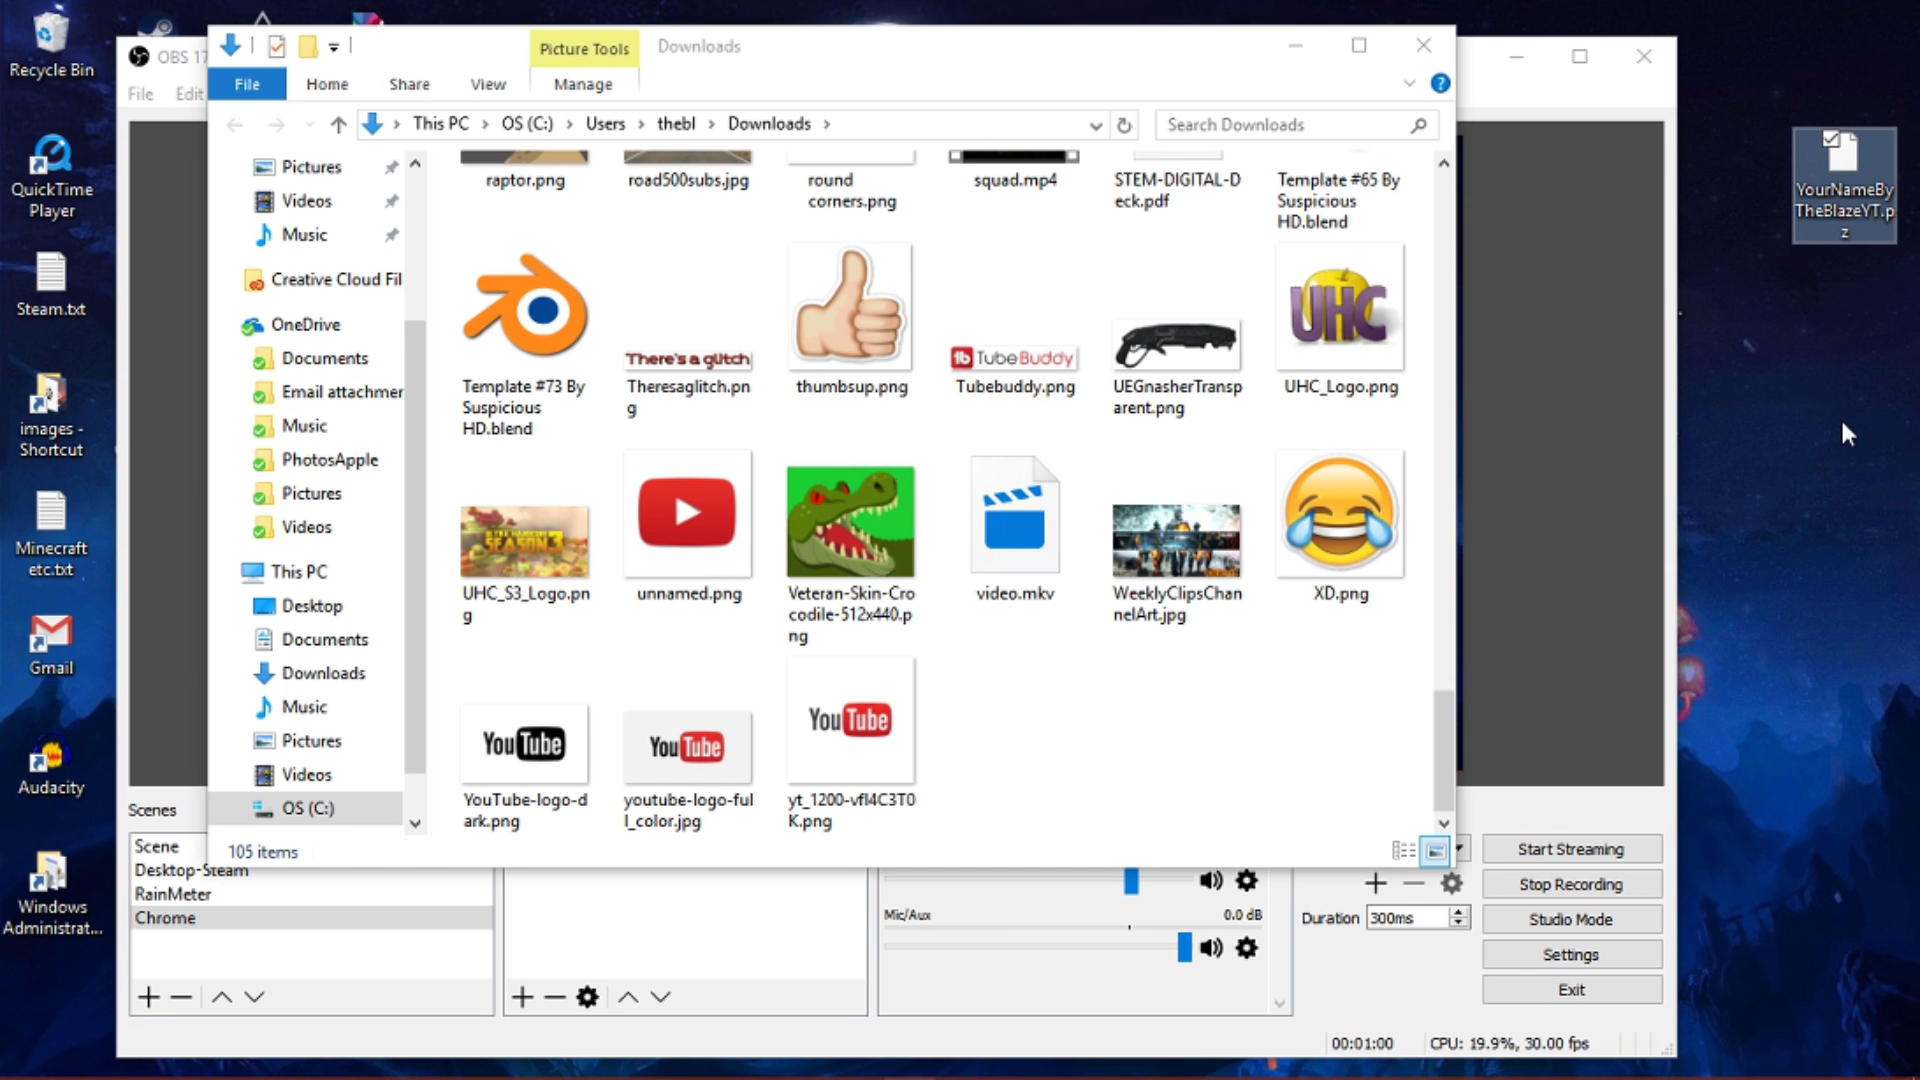 Recycle Bin
QuickTime
Player
Steam.txt
images -
Shortcut
Minecraft
etc.txt
Gmail
Audacity
Windows
Administrat...
OBS 17
File Edit
Picture Tools
Downloads
File Home Share View Manage
This PC > OS (C:) > Users > thebl > Downloads >
Search Downloads
Pictures
Videos
Music
Creative Cloud Fil
OneDrive
Documents
Email attachmer
Music
PhotosApple
Pictures
Videos
This PC
Desktop
Documents
Downloads
Music
Pictures
Videos
OS (C:)
105 items
raptor.png
road500subs.jpg
round
corners.png
squad.mp4
STEM-DIGITAL-D
eck.pdf
Template #65 By
Suspicious
HD.blend
Template #73 By
Suspicious
HD.blend
There's a glitch
Theresaglitch.pn
g
thumbsup.png
tb TubeBuddy
Tubebuddy.png
UEGnasherTransp
arent.png
UHC
UHC_Logo.png
SEASON 3
UHC_S3_Logo.pn
g
unnamed.png
Veteran-Skin-Cro
codile-512x440.p
ng
video.mkv
WeeklyClipsChan
nelArt.jpg
XD.png
YouTube
YouTube-logo-d
ark.png
YouTube
youtube-logo-ful
l_color.jpg
YouTube
yt_1200-vfl4C3T0
K.png
YourNameBy
TheBlazeYT.p
z
Scenes
Scene
Desktop-Steam
RainMeter
Chrome
Mic/Aux 0.0 dB
Duration 300ms
Start Streaming
Stop Recording
Studio Mode
Settings
Exit
00:01:00 CPU: 19.9%, 30.00 fps